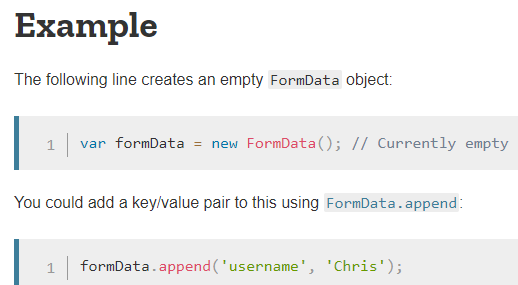 Example
The following line creates an empty FormData object:
1 var formData = new FormData(); // Currently empty
You could add a key/value pair to this using FormData.append:
1 formData.append('username', 'Chris');